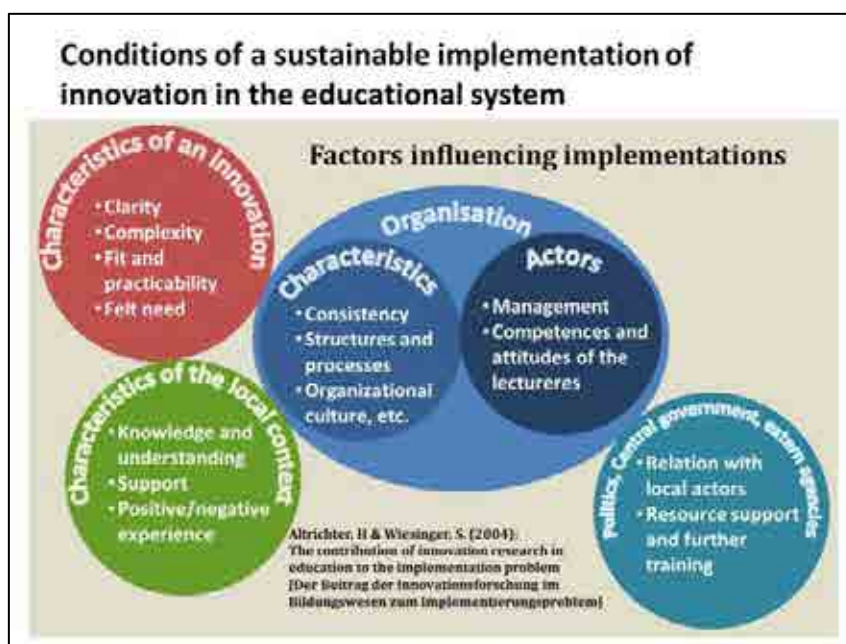 Conditions of a sustainable implementation of
innovation in the educational system
Factors influencing implementations
Characteristics of an innovation
• Clarity
• Complexity
• Fit and
practicability
• Felt need
Organisation
Characteristics
• Consistency
• Structures and
processes
• Organizational
culture, etc.
Actors
• Management
• Competences and
attitudes of the
lectureres
Characteristics of the local context
• Knowledge and
understanding
• Support
• Positive/negative
experience
Politics, Central government, extern agencies
• Relation with
local actors
• Resource support
and further
training
Altrichter, H & Wiesinger, S. (2004):
The contribution of innovation research in
education to the implementation problem
[Der Beitrag der Innovationsforschung im
Bildungswesen zum Implementierungsproblem]